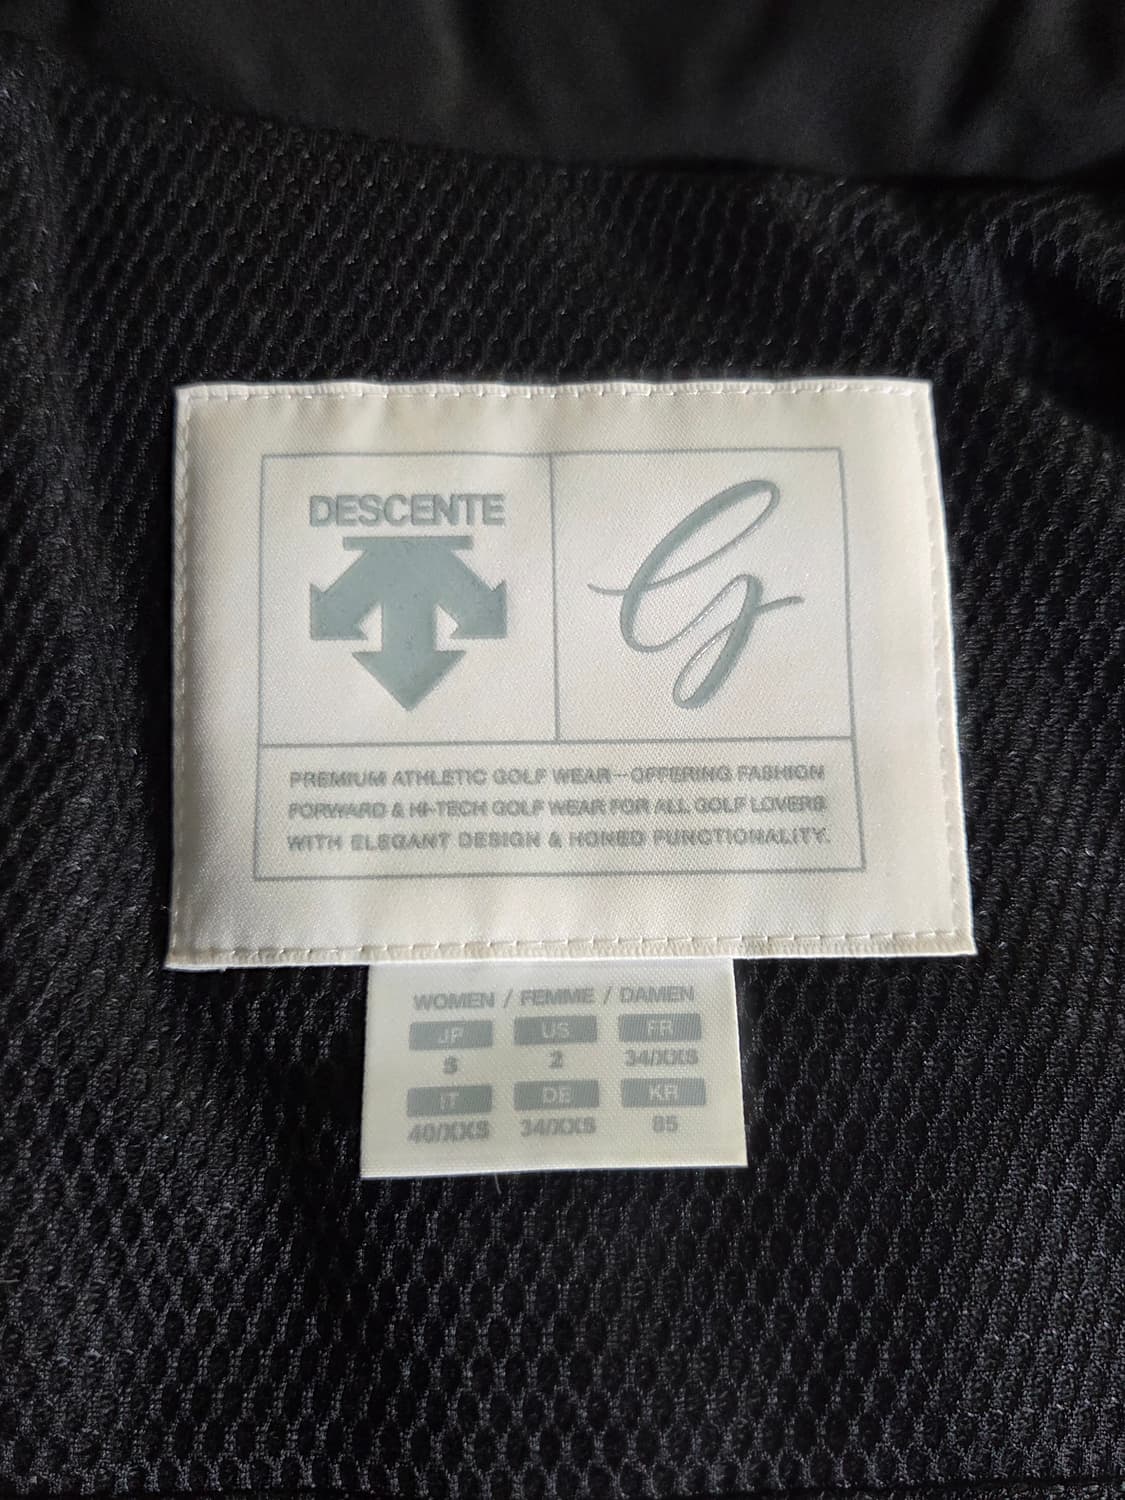 DESCENTE
G
PREMIUM ATHLETIC GOLF WEAR—OFFERING FASHION
FORWARD & HI-TECH GOLF WEAR FOR ALL GOLF LOVERS
WITH ELEGANT DESIGN & HONED FUNCTIONALITY.
WOMEN / FEMME / DAMEN
JP US FR
S 2 34/XXS
IT DE KR
40/XXS 34/XXS 85